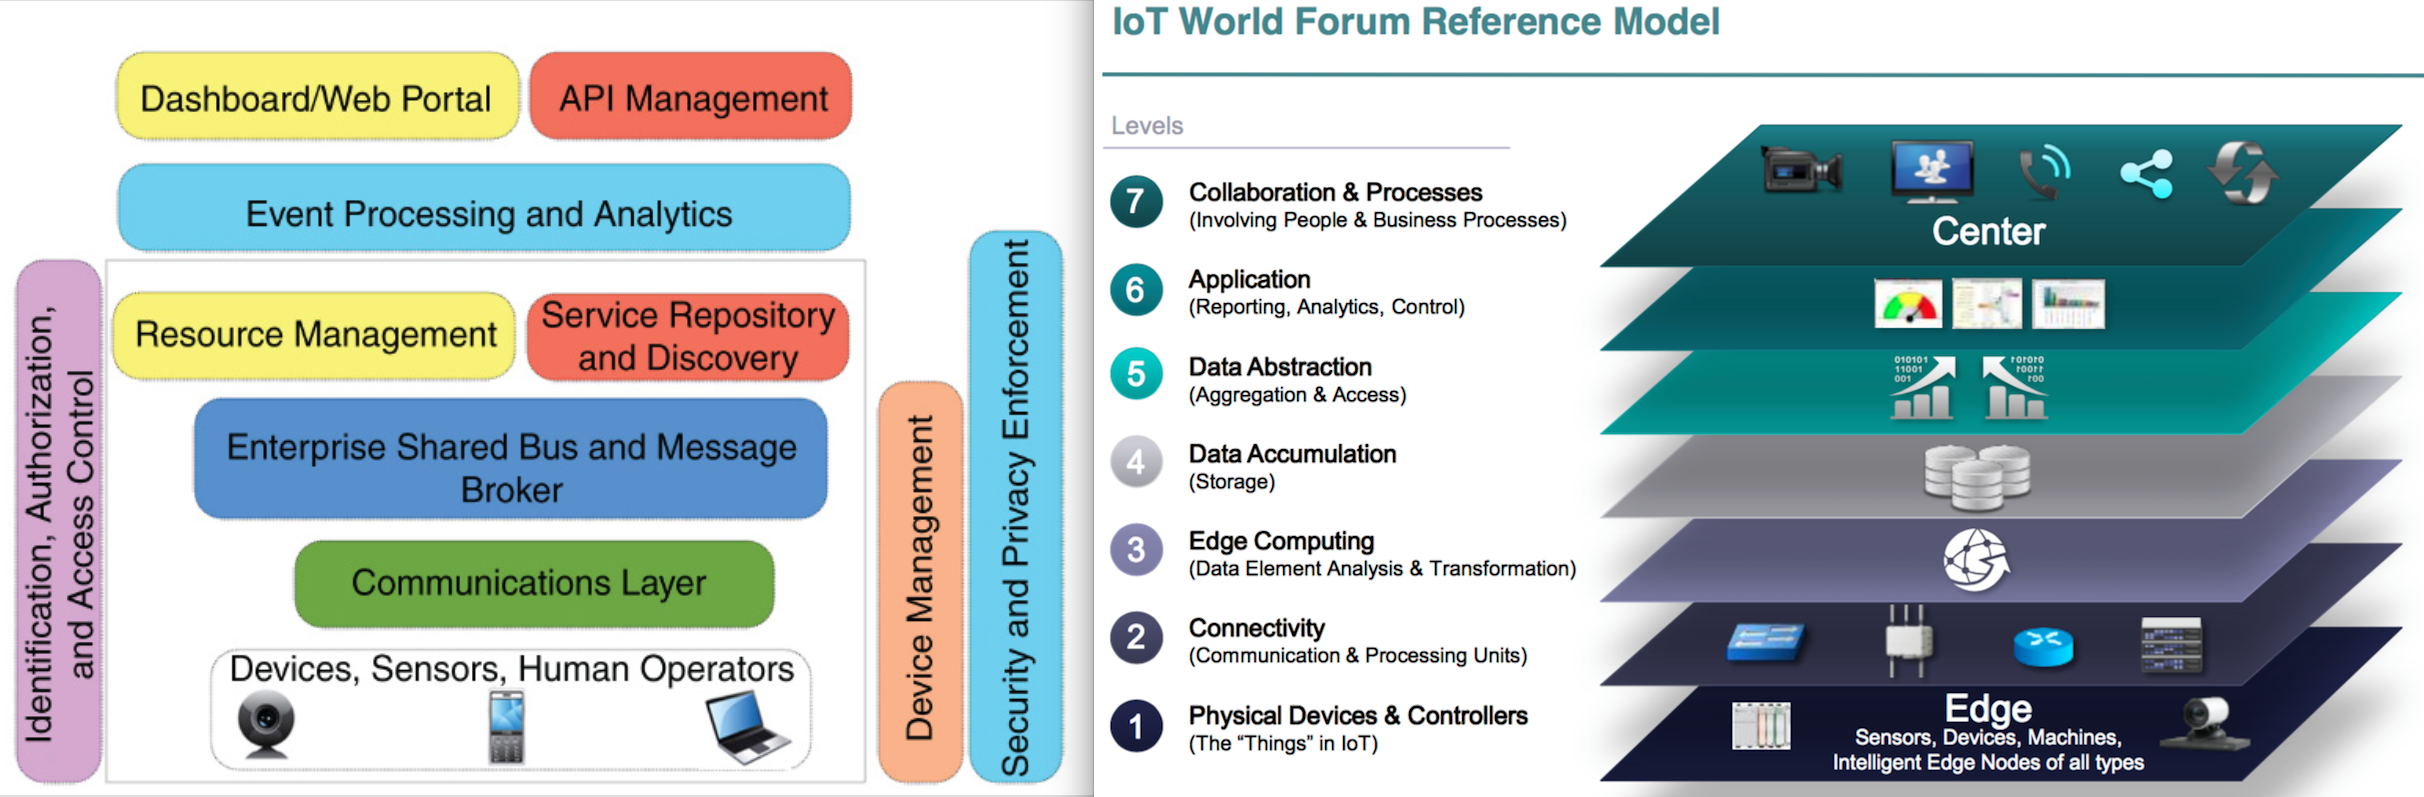 Dashboard/Web Portal
API Management
Event Processing and Analytics
Identification, Authorization,
and Access Control
Resource Management
Service Repository
and Discovery
Enterprise Shared Bus and Message
Broker
Communications Layer
Devices, Sensors, Human Operators
Device Management
Security and Privacy Enforcement
IoT World Forum Reference Model
Levels
7
Collaboration & Processes
(Involving People & Business Processes)
6
Application
(Reporting, Analytics, Control)
5
Data Abstraction
(Aggregation & Access)
4
Data Accumulation
(Storage)
3
Edge Computing
(Data Element Analysis & Transformation)
2
Connectivity
(Communication & Processing Units)
1
Physical Devices & Controllers
(The “Things” in IoT)
Center
010101
11001
001
Edge
Sensors, Devices, Machines,
Intelligent Edge Nodes of all types